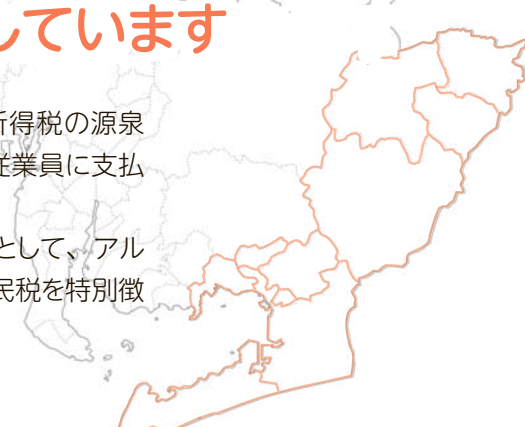 しています
所得税の源泉
従業員に支払
として、アル
民税を特別徴